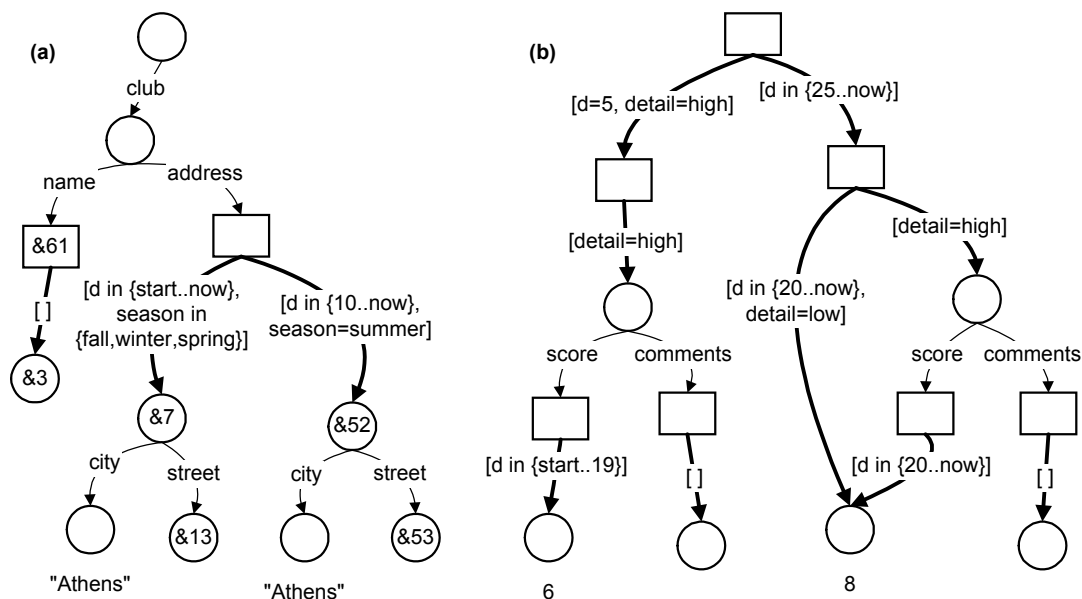 (a)
club
name
address
&61
[d in {start..now},
season in
{fall,winter,spring}]
[d in {10..now},
season=summer]
[ ]
&3
&7
&52
city
street
city
street
&13
&53
"Athens"
"Athens"
(b)
[d=5, detail=high]
[d in {25..now}]
[detail=high]
[detail=high]
[d in {20..now},
detail=low]
score
comments
score
comments
[d in {start..19}]
[ ]
[d in {20..now}]
[ ]
6
8